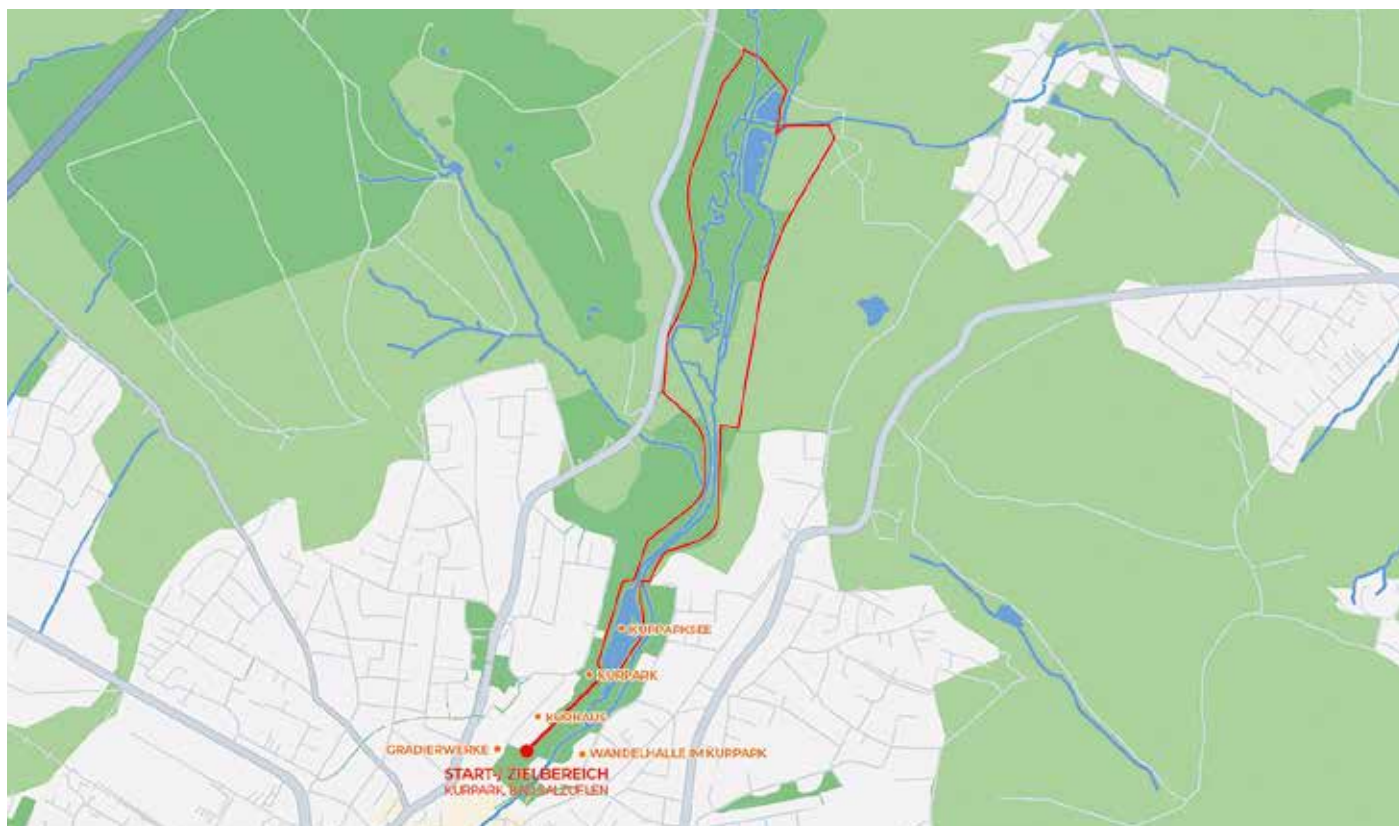 KURPARKSEE
KURPARK
KURHAUS
GRADIERWERKE
WANDELHALLE IM KURPARK
START-/ ZIELBEREICH
KURPARK, BAD SALZUFLEN